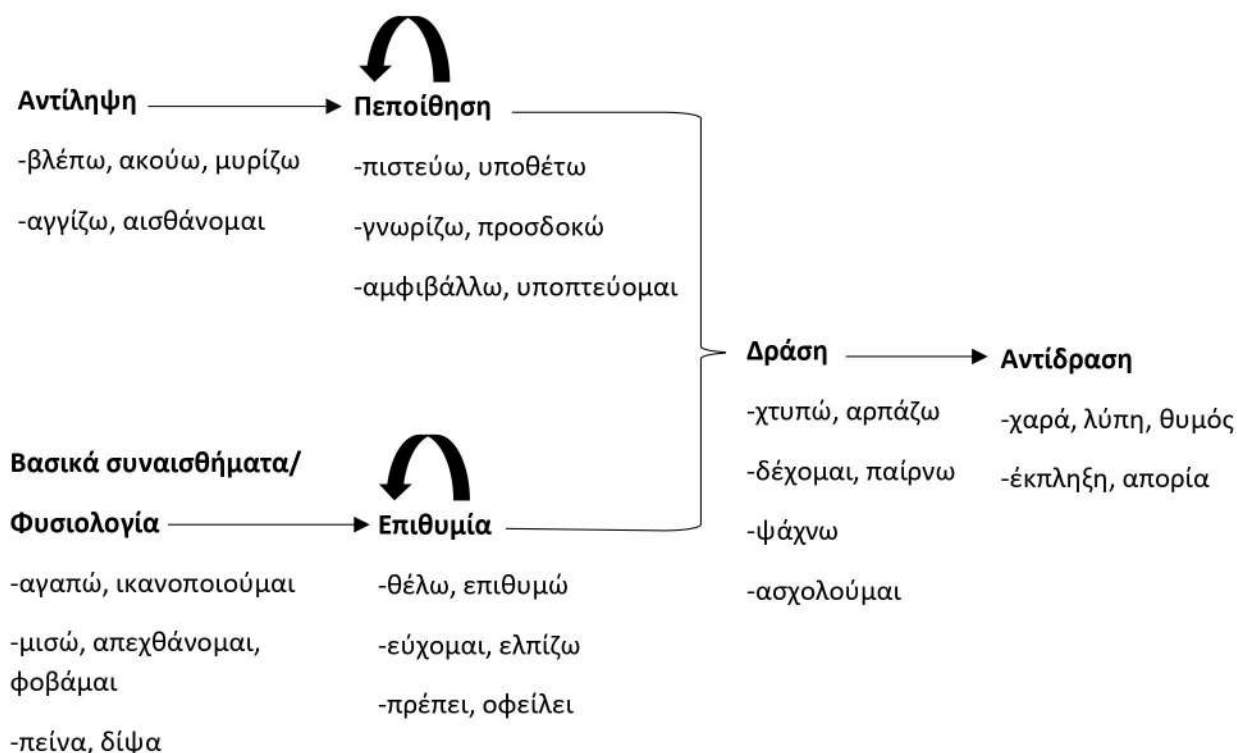 Αντίληψη
-βλέπω, ακούω, μυρίζω
-αγγίζω, αισθάνομαι
Πεποίθηση
-πιστεύω, υποθέτω
-γνωρίζω, προσδοκώ
-αμφιβάλλω, υποπτεύομαι
Βασικά συναισθήματα/
Φυσιολογία
-αγαπώ, ικανοποιούμαι
-μισώ, απεχθάνομαι,
φοβάμαι
-πείνα, δίψα
Επιθυμία
-θέλω, επιθυμώ
-εύχομαι, ελπίζω
-πρέπει, οφείλει
Δράση
-χτυπώ, αρπάζω
-δέχομαι, παίρνω
-ψάχνω
-ασχολούμαι
Αντίδραση
-χαρά, λύπη, θυμός
-έκπληξη, απορία